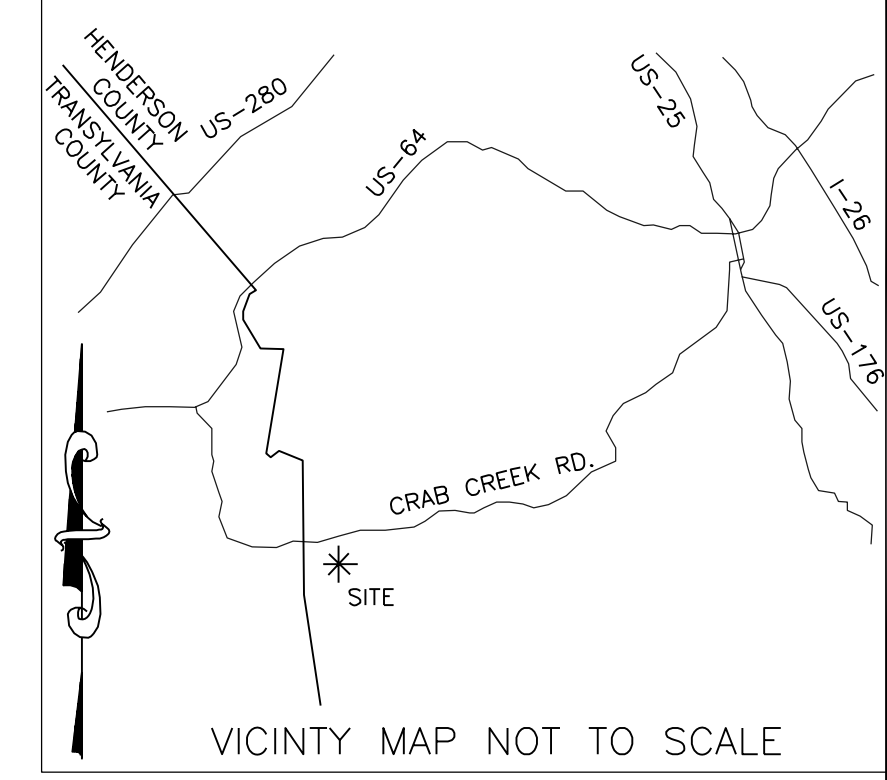 HENDERSON
COUNTY
TRANSYLVANIA
COUNTY
US-280
US-64
US-25
I-26
US-176
CRAB CREEK RD.
SITE
VICINTY MAP NOT TO SCALE